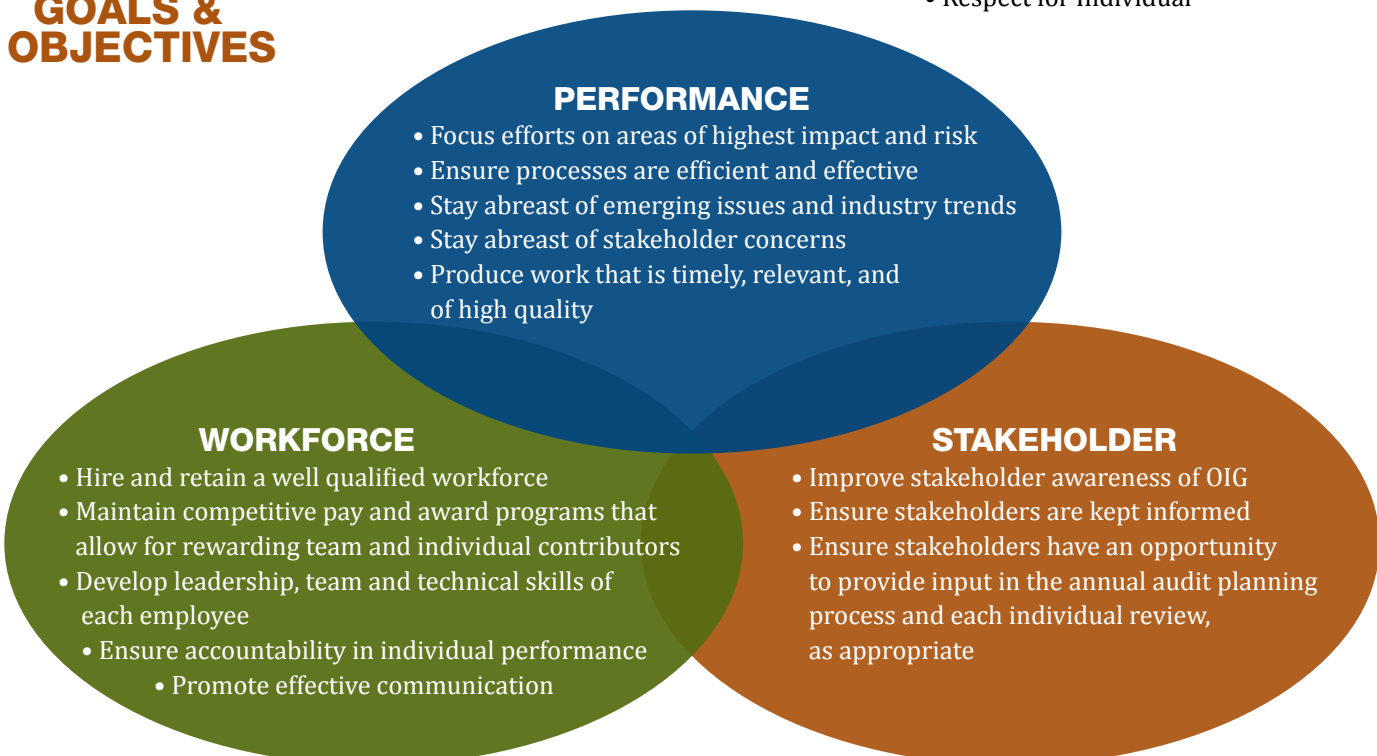 GOALS &
OBJECTIVES
• Respect for Individual
PERFORMANCE
• Focus efforts on areas of highest impact and risk
• Ensure processes are efficient and effective
• Stay abreast of emerging issues and industry trends
• Stay abreast of stakeholder concerns
• Produce work that is timely, relevant, and
of high quality
WORKFORCE
• Hire and retain a well qualified workforce
• Maintain competitive pay and award programs that
allow for rewarding team and individual contributors
• Develop leadership, team and technical skills of
each employee
• Ensure accountability in individual performance
• Promote effective communication
STAKEHOLDER
• Improve stakeholder awareness of OIG
• Ensure stakeholders are kept informed
• Ensure stakeholders have an opportunity
to provide input in the annual audit planning
process and each individual review,
as appropriate